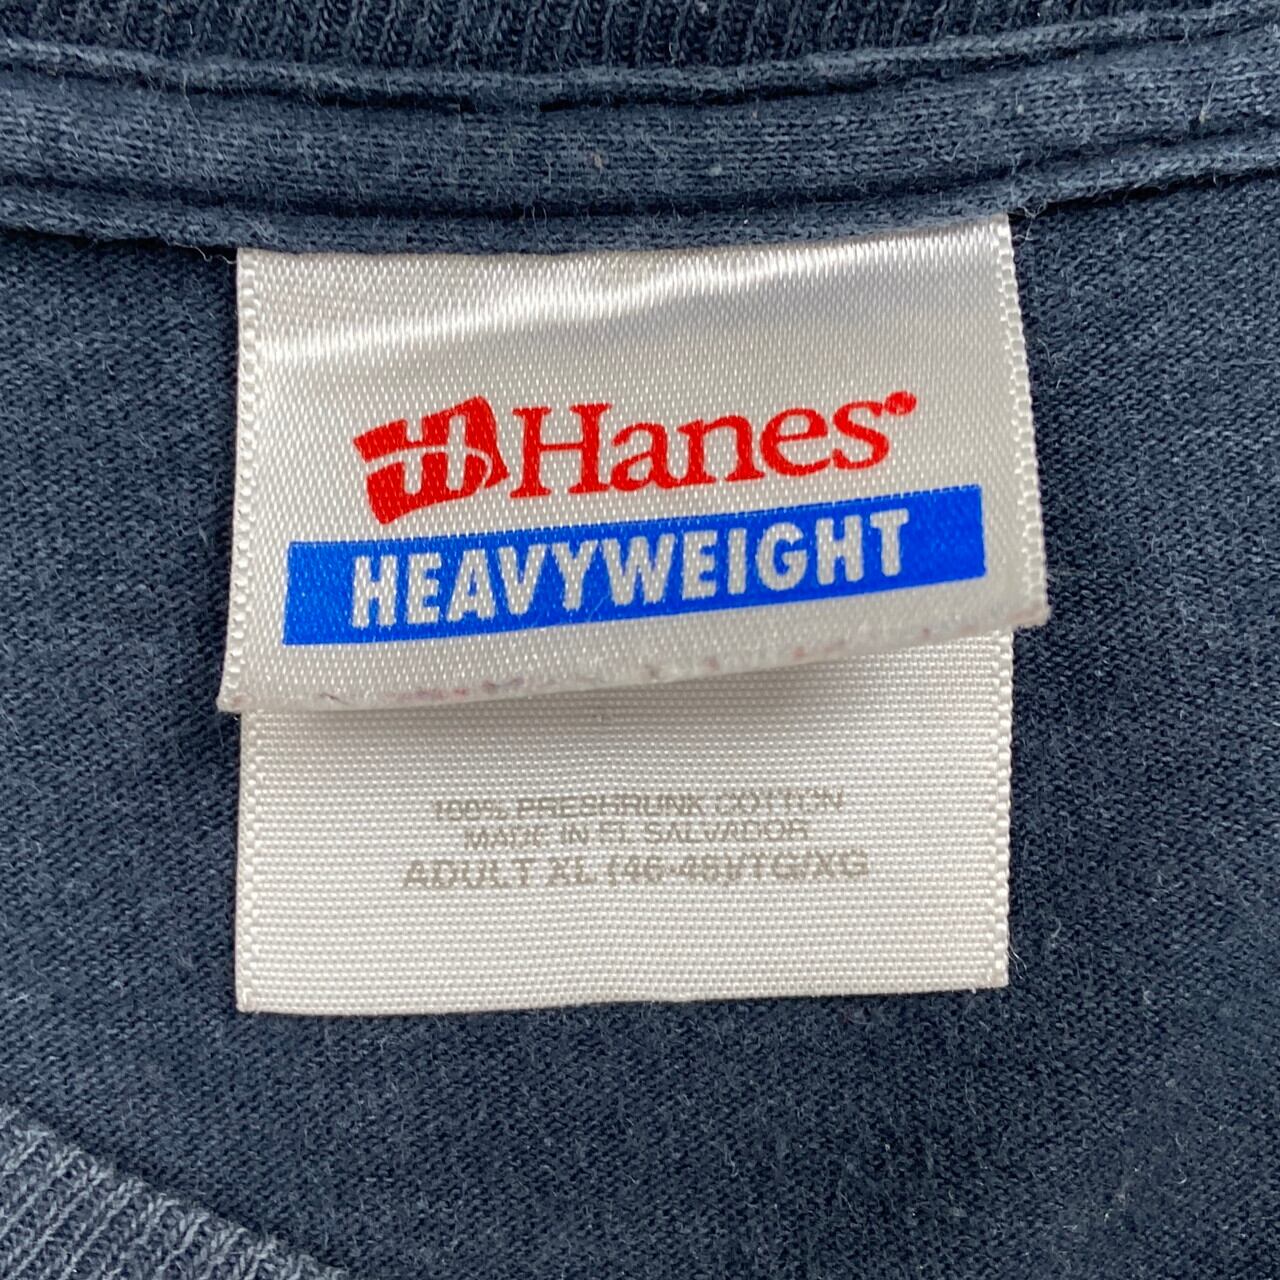 Hanes®
HEAVYWEIGHT
100% PRESHRUNK COTTON
MADE IN EL SALVADOR
ADULT XL (46-48)/TG/XG